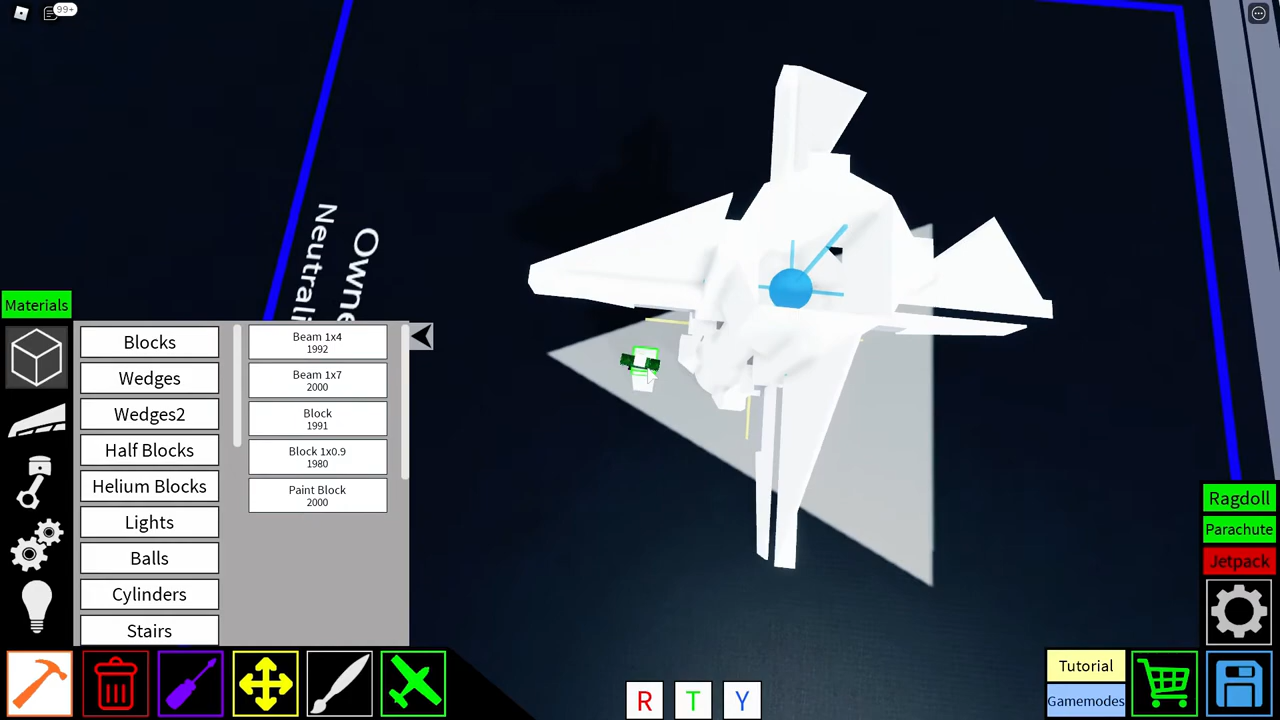 99+
Owne
Neutrali
Materials
Blocks
Wedges
Wedges2
Half Blocks
Helium Blocks
Lights
Balls
Cylinders
Stairs
Beam 1x4
1992
Beam 1x7
2000
Block
1991
Block 1x0.9
1980
Paint Block
2000
Ragdoll
Parachute
Jetpack
Tutorial
Gamemodes
R T Y